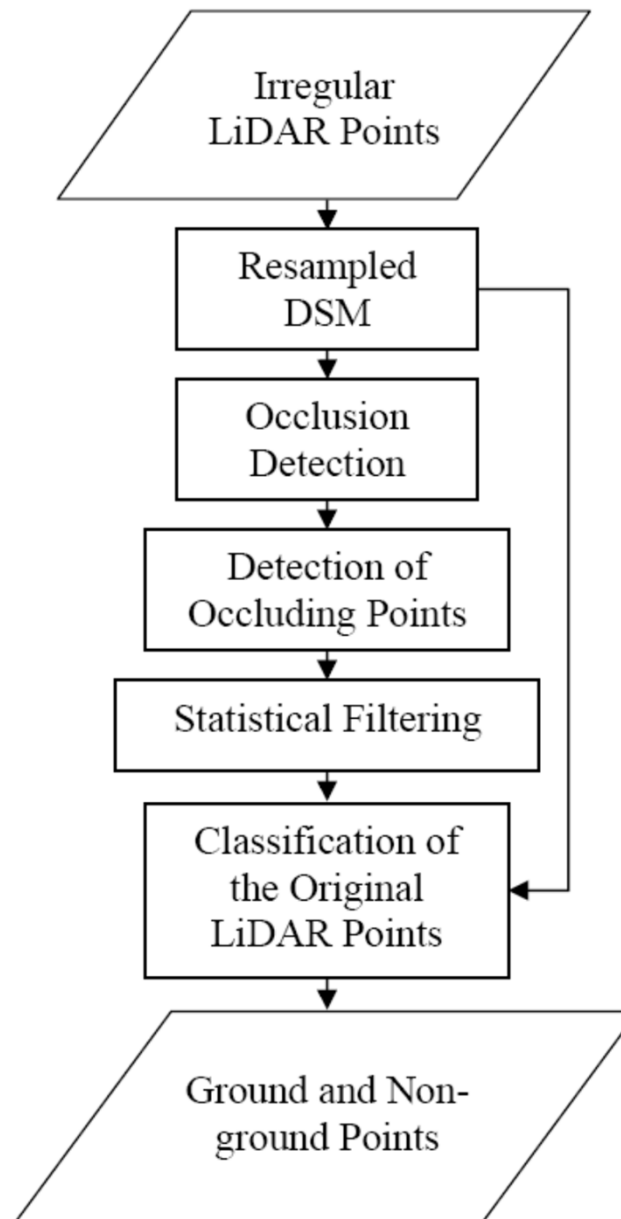 Irregular
LiDAR Points
Resampled
DSM
Occlusion
Detection
Detection of
Occluding Points
Statistical Filtering
Classification of
the Original
LiDAR Points
Ground and Non-
ground Points